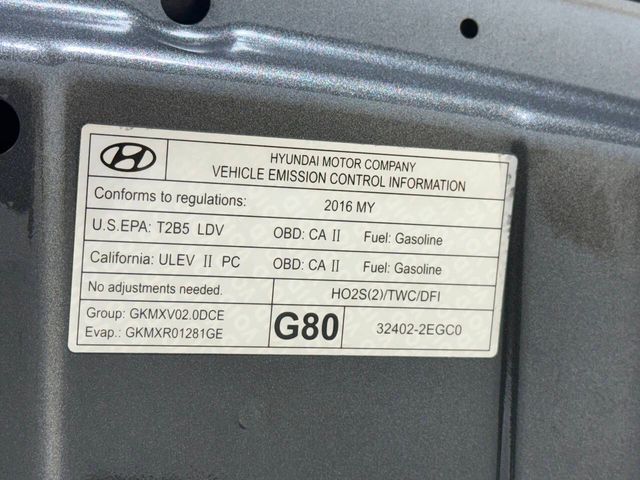 HYUNDAI MOTOR COMPANY
VEHICLE EMISSION CONTROL INFORMATION
Conforms to regulations: 2016 MY
U.S.EPA: T2B5 LDV OBD: CA II Fuel: Gasoline
California: ULEV II PC OBD: CA II Fuel: Gasoline
No adjustments needed. HO2S(2)/TWC/DFI
Group: GKMXV02.0DCE
Evap.: GKMXR01281GE
G80
32402-2EGC0